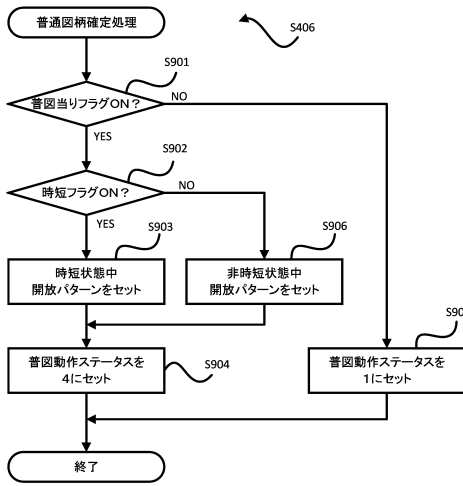 普通図柄確定処理
S406
S901
普図当りフラグON？
NO
YES
S902
時短フラグON？
NO
YES
S903
S906
時短状態中
開放パターンをセット
非時短状態中
開放パターンをセット
普図動作ステータスを
4にセット
S904
普図動作ステータスを
1にセット
終了